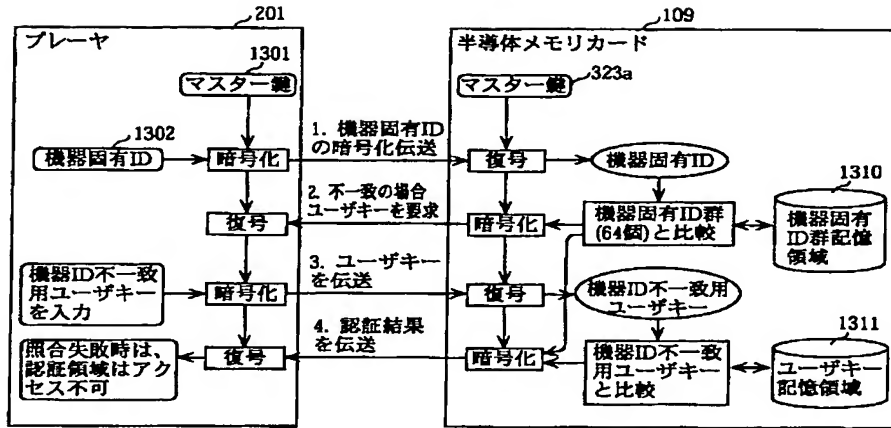 201
プレーヤ
1301
マスター鍵
1302
機器固有ID
暗号化
復号
機器ID不一致
用ユーザキー
を入力
暗号化
照合失敗時は、
認証領域はアク
セス不可
復号
1. 機器固有ID
の暗号化伝送
2. 不一致の場合
ユーザキーを要求
3. ユーザキー
を伝送
4. 認証結果
を伝送
109
半導体メモリカード
マスター鍵
323a
復号
機器固有ID
暗号化
機器固有ID群
(64個)と比較
1310
機器固有
ID群記憶
領域
復号
機器ID不一致用
ユーザキー
暗号化
機器ID不一致
用ユーザキー
と比較
1311
ユーザキー
記憶領域